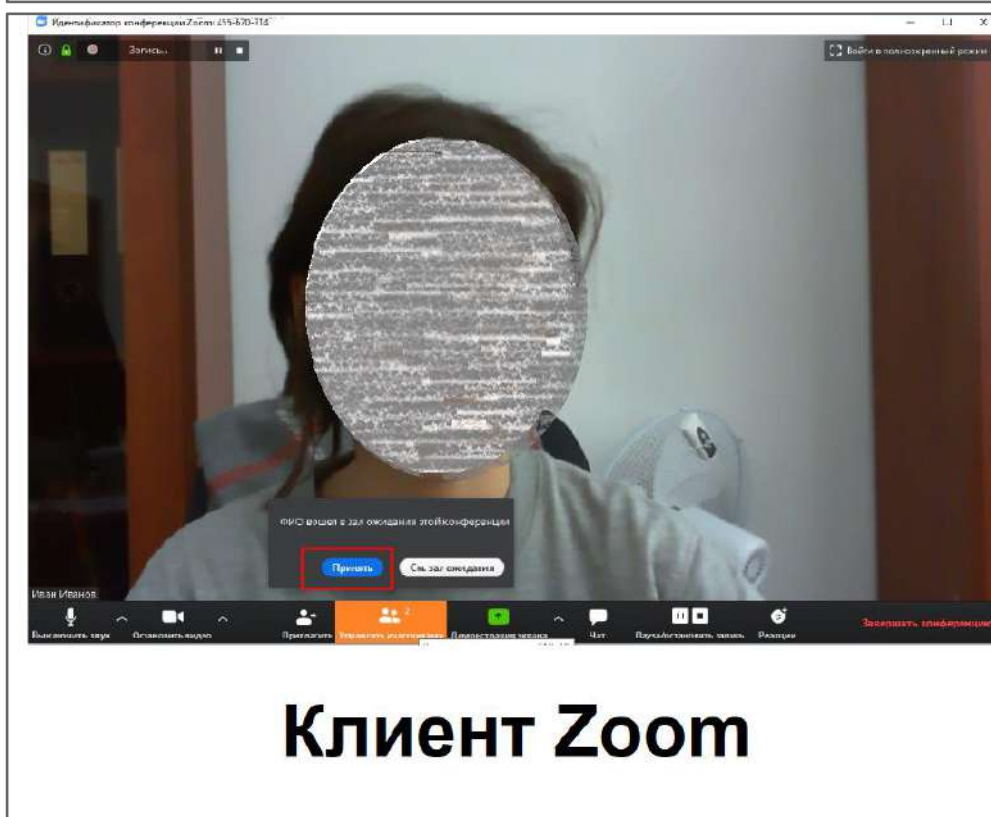 Идентификатор конференции Zoom: 455-670-314
Запись...
Войти в полноэкранный режим
ФИО вошел в зал ожидания этой конференции
Принять
См. зал ожидания
Иван Иванов
2
Выключить звук
Остановить видео
Пригласить
Управлять участниками
Демонстрация экрана
Чат
Пауза/остановить запись
Реакции
Завершить конференцию
Клиент Zoom